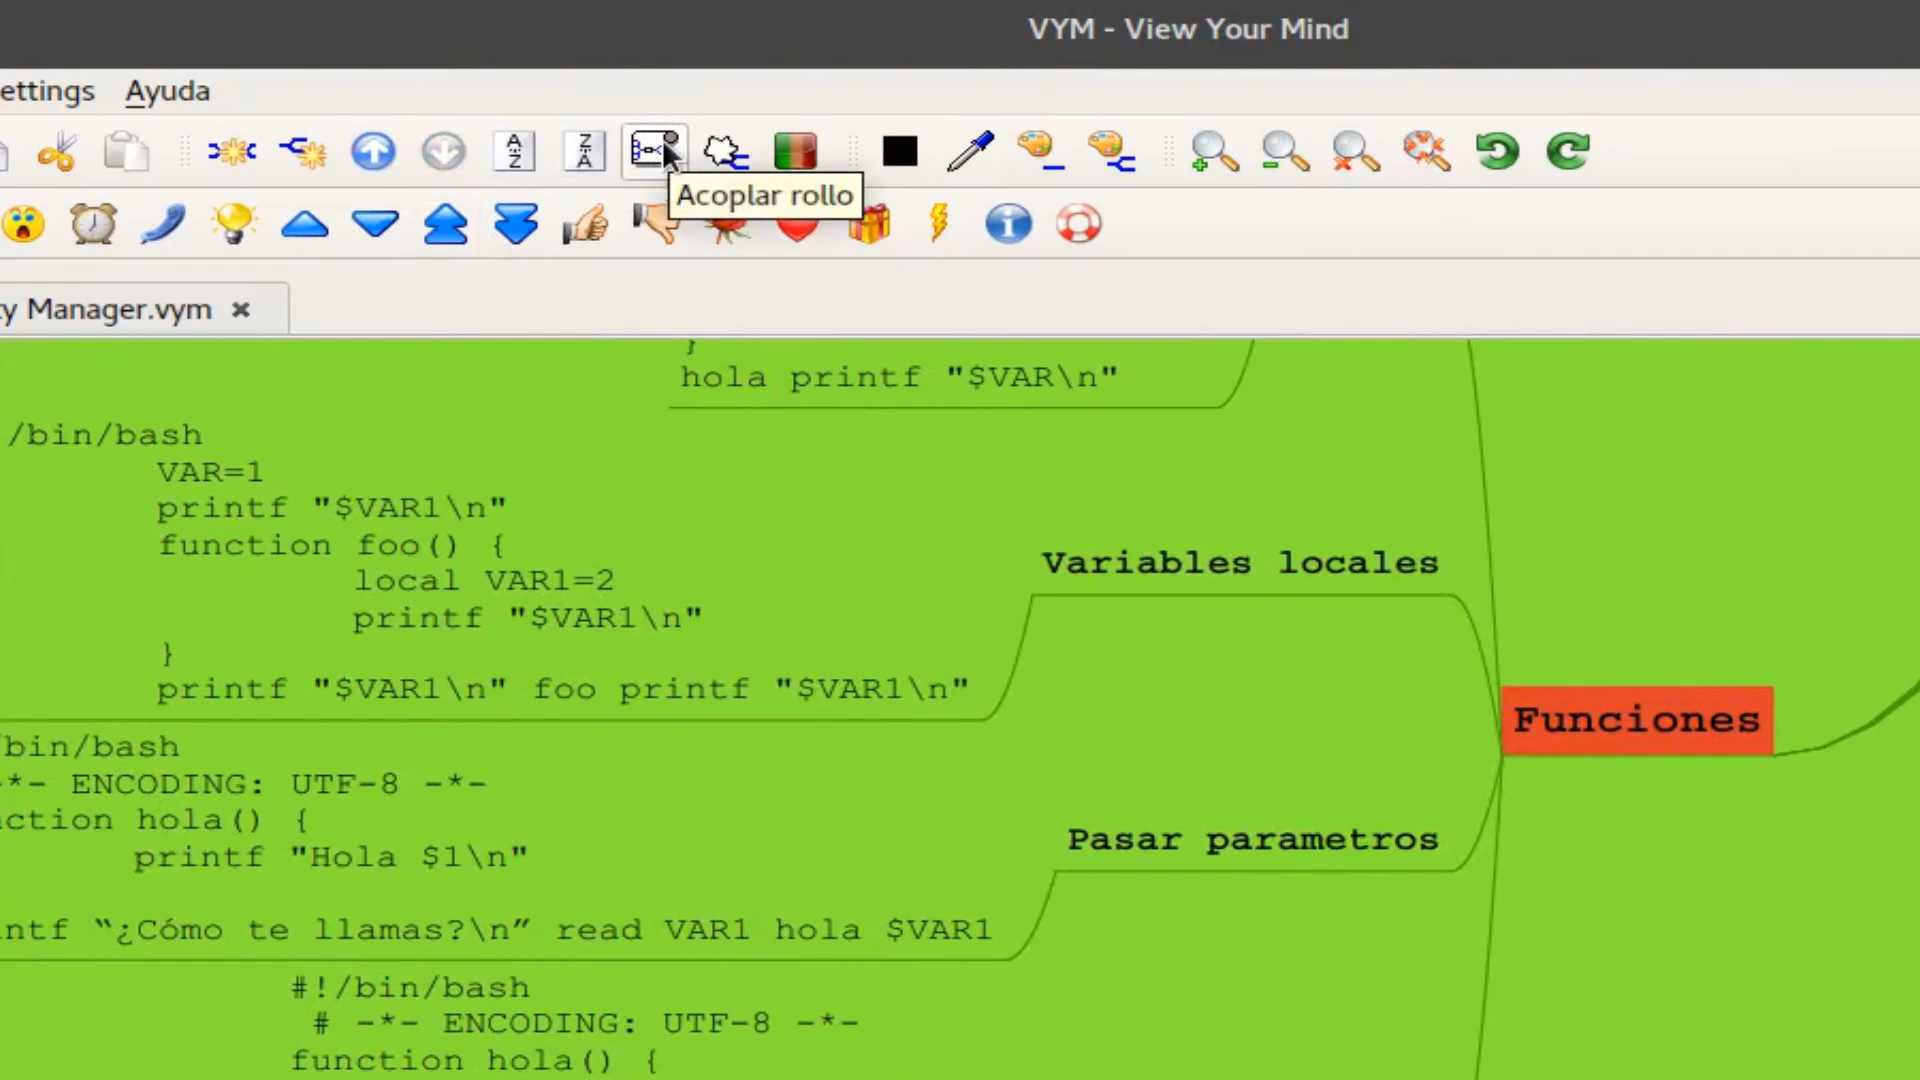 VYM - View Your Mind
ettings Ayuda
A Z
Z A
Acoplar rollo
ty Manager.vym
}
hola printf "$VAR\n"
/bin/bash
VAR=1
printf "$VAR1\n"
function foo() {
local VAR1=2
printf "$VAR1\n"
}
printf "$VAR1\n" foo printf "$VAR1\n"
Variables locales
Funciones
/bin/bash
-*- ENCODING: UTF-8 -*-
nction hola() {
printf "Hola $1\n"
Pasar parametros
intf “¿Cómo te llamas?\n” read VAR1 hola $VAR1
#!/bin/bash
# -*- ENCODING: UTF-8 -*-
function hola() {